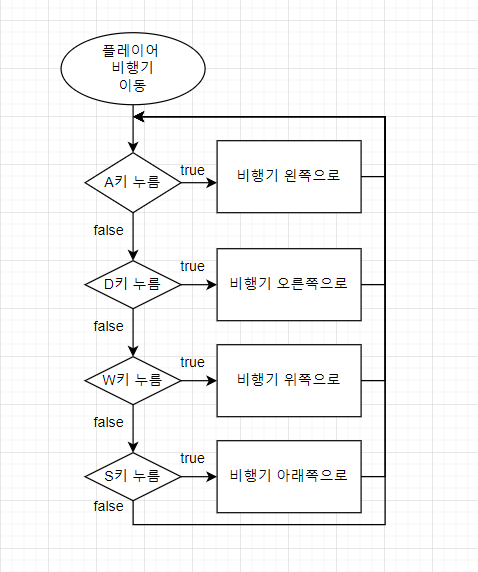 플레이어
비행기
이동
A키 누름
true
비행기 왼쪽으로
false
D키 누름
true
비행기 오른쪽으로
false
W키 누름
true
비행기 위쪽으로
false
S키 누름
true
비행기 아래쪽으로
false